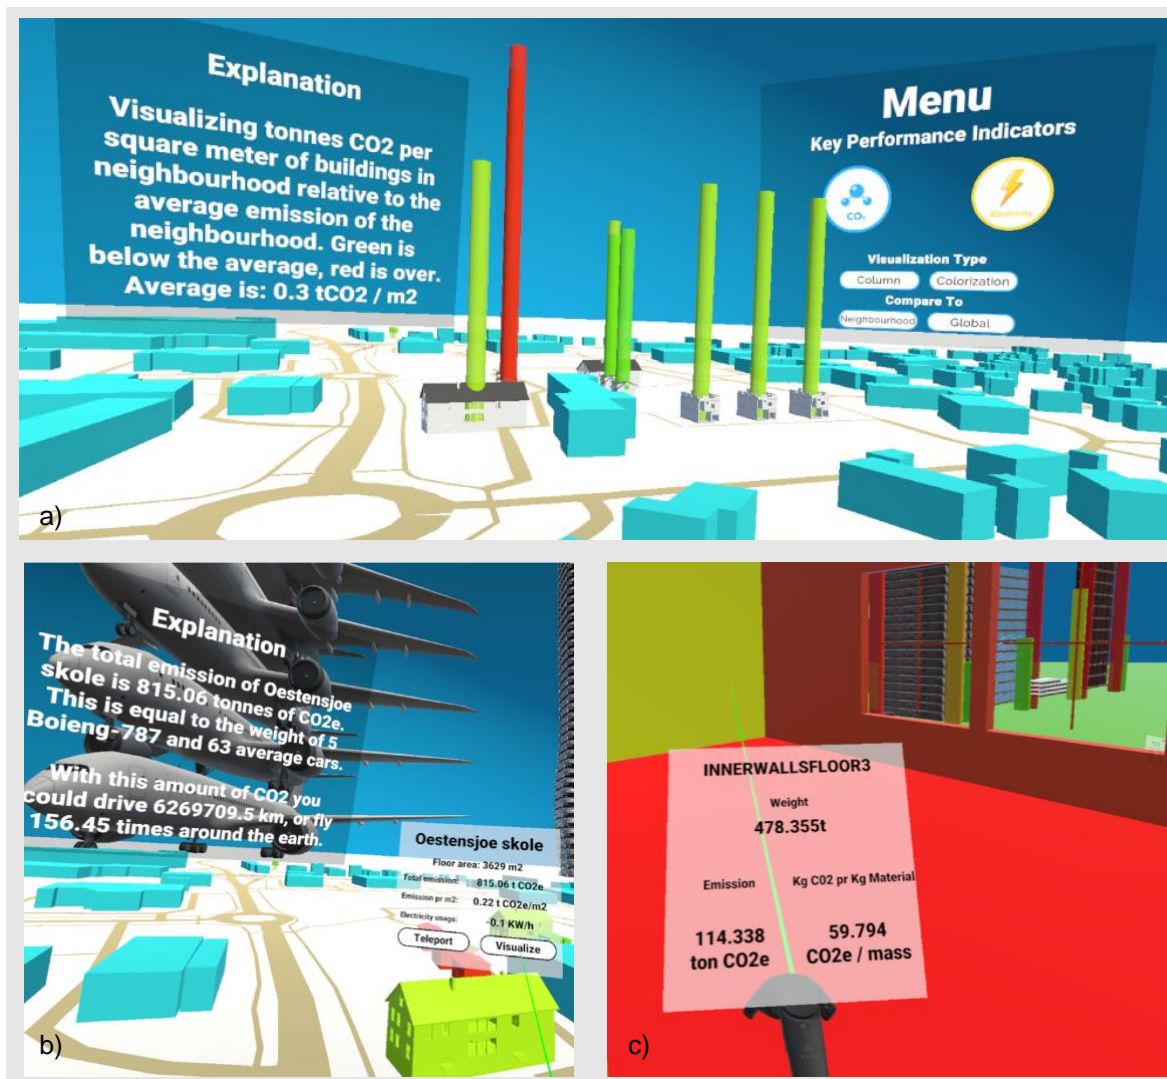 Explanation
Visualizing tonnes CO2 per
square meter of buildings in
neighbourhood relative to the
average emission of the
neighbourhood. Green is
below the average, red is over.
Average is: 0.3 tCO2 / m2
Menu
Key Performance Indicators
CO₂
Electricity
Visualization Type
Column
Colorization
Compare To
Neighbourhood
Global
a)
Explanation
The total emission of Oestensjoe
skole is 815.06 tonnes of CO2e.
This is equal to the weight of 5
Boieng-787 and 63 average cars.
With this amount of CO2 you
could drive 6269709.5 km, or fly
156.45 times around the earth.
Oestensjoe skole
Floor area: 3629 m2
Total emission: 815.06 t CO2e
Emission pr m2: 0.22 t CO2e/m2
Electricity usage: -0.1 KW/h
Teleport
Visualize
b)
INNERWALLSFLOOR3
Weight
478.355t
Emission
114.338
ton CO2e
Kg C02 pr Kg Material
59.794
CO2e / mass
c)